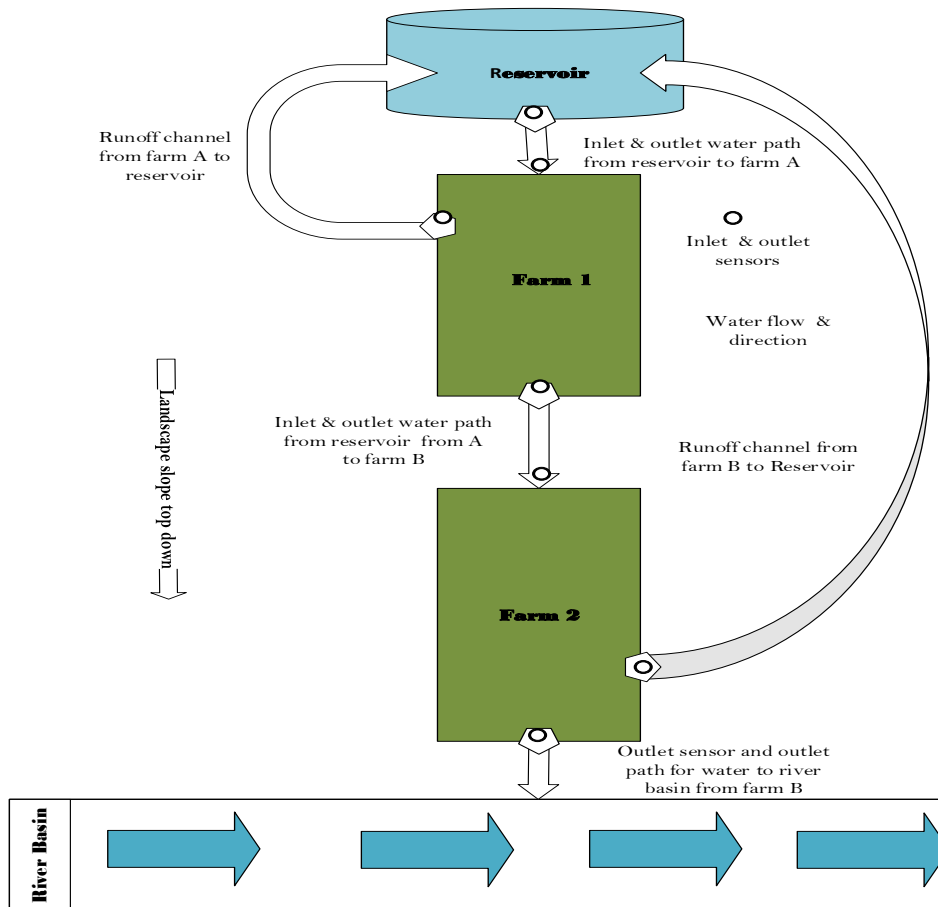 Reservoir
Runoff channel
from farm A to
reservoir
Inlet & outlet water path
from reservoir to farm A
Inlet & outlet
sensors
Farm 1
Water flow &
direction
Landscape slope top down
Inlet & outlet water path
from reservoir from A
to farm B
Runoff channel from
farm B to Reservoir
Farm 2
Outlet sensor and outlet
path for water to river
basin from farm B
River Basin